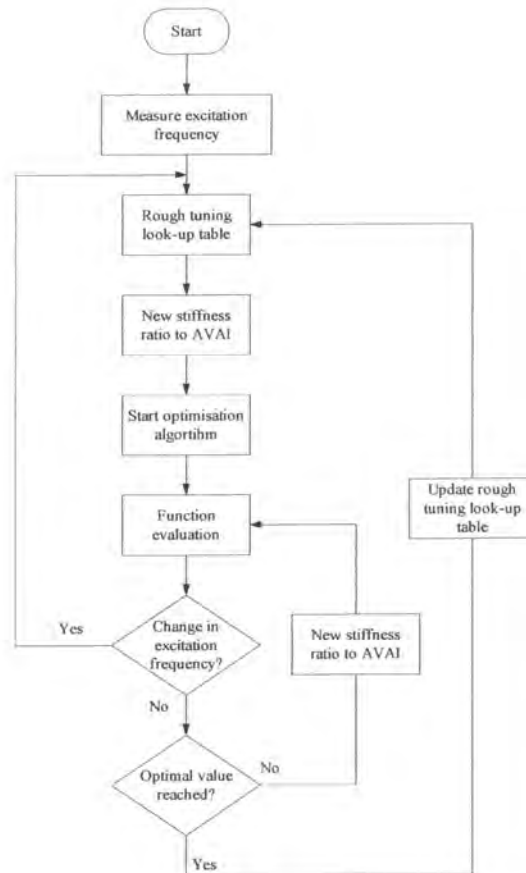 Start
Measure excitation
frequency
Rough tuning
look-up table
New stiffness
ratio to AVAI
Start optimisation
algortihm
Function
evaluation
Update rough
tuning look-up
table
Yes
Change in
excitation
frequency?
New stiffness
ratio to AVAI
No
Optimal value
reached?
No
Yes